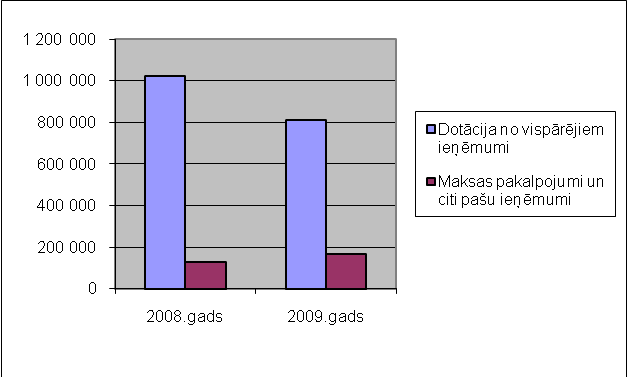 1 200 000
1 000 000
800 000
600 000
400 000
200 000
0
2008.gads
2009.gads
Dotācija no vispārējiem
ieņēmumi
Maksas pakalpojumi un
citi pašu ieņēmumi